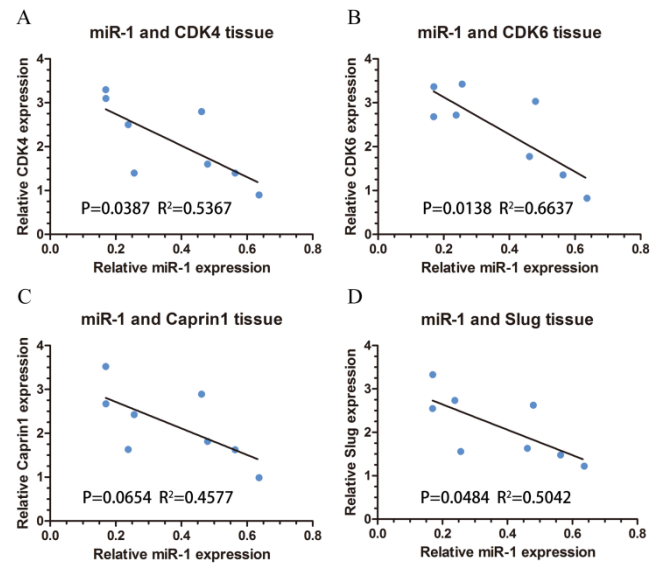 A
miR-1 and CDK4 tissue
Relative CDK4 expression
4
3
2
1
0
P=0.0387 R²=0.5367
0.0 0.2 0.4 0.6 0.8
Relative miR-1 expression
B
miR-1 and CDK6 tissue
Relative CDK6 expression
4
3
2
1
0
P=0.0138 R²=0.6637
0.0 0.2 0.4 0.6 0.8
Relative miR-1 expression
C
miR-1 and Caprin1 tissue
Relative Caprin1 expression
4
3
2
1
0
P=0.0654 R²=0.4577
0.0 0.2 0.4 0.6 0.8
Relative miR-1 expression
D
miR-1 and Slug tissue
Relative Slug expression
4
3
2
1
0
P=0.0484 R²=0.5042
0.0 0.2 0.4 0.6 0.8
Relative miR-1 expression